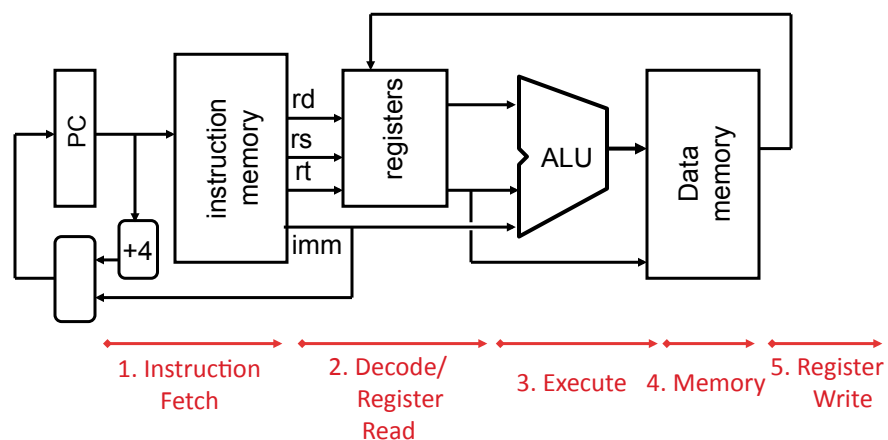 PC
+4
instruction
memory
rd
rs
rt
imm
registers
ALU
Data
memory
1. Instruction
Fetch
2. Decode/
Register
Read
3. Execute
4. Memory
5. Register
Write